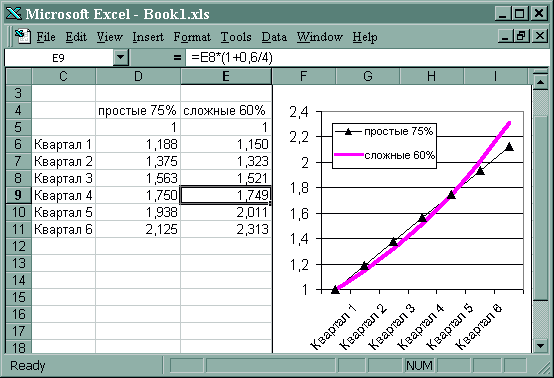 Microsoft Excel - Book1.xls
File Edit View Insert Format Tools Data Window Help
E9 = =E8*(1+0,6/4)
C D E F G H I
3
4 простые 75% сложные 60%
5 1 1
6 Квартал 1 1,188 1,150
7 Квартал 2 1,375 1,323
8 Квартал 3 1,563 1,521
9 Квартал 4 1,750 1,749
10 Квартал 5 1,938 2,011
11 Квартал 6 2,125 2,313
12
13
14
15
16
17
18
2,4
2,2
2
1,8
1,6
1,4
1,2
1
простые 75%
сложные 60%
Квартал 1 Квартал 2 Квартал 3 Квартал 4 Квартал 5 Квартал 6
Ready NUM